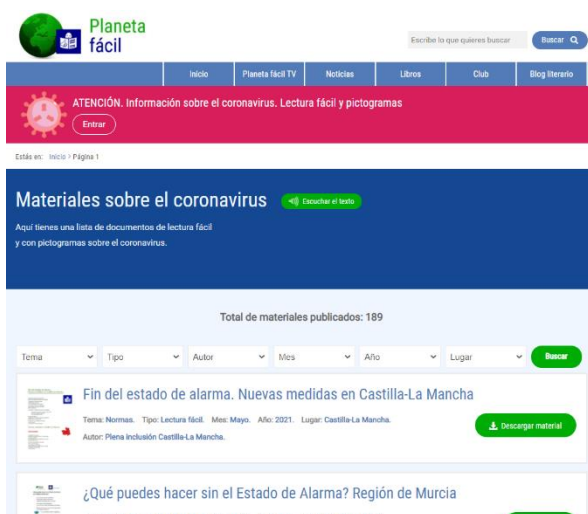 Planeta
fácil
Escribe lo que quieres buscar
Buscar
Inicio
Planeta fácil TV
Noticias
Libros
Club
Blog literario
ATENCIÓN. Información sobre el coronavirus. Lectura fácil y pictogramas
Entrar
Estás en: Inicio > Página 1
Materiales sobre el coronavirus
Escuchar el texto
Aquí tienes una lista de documentos de lectura fácil
y con pictogramas sobre el coronavirus.
Total de materiales publicados: 189
Tema
Tipo
Autor
Mes
Año
Lugar
Buscar
Fin del estado de alarma. Nuevas medidas en Castilla-La Mancha
Tema: Normas. Tipo: Lectura fácil. Mes: Mayo. Año: 2021. Lugar: Castilla-La Mancha.
Autor: Plena inclusión Castilla-La Mancha.
Descargar material
¿Qué puedes hacer sin el Estado de Alarma? Región de Murcia